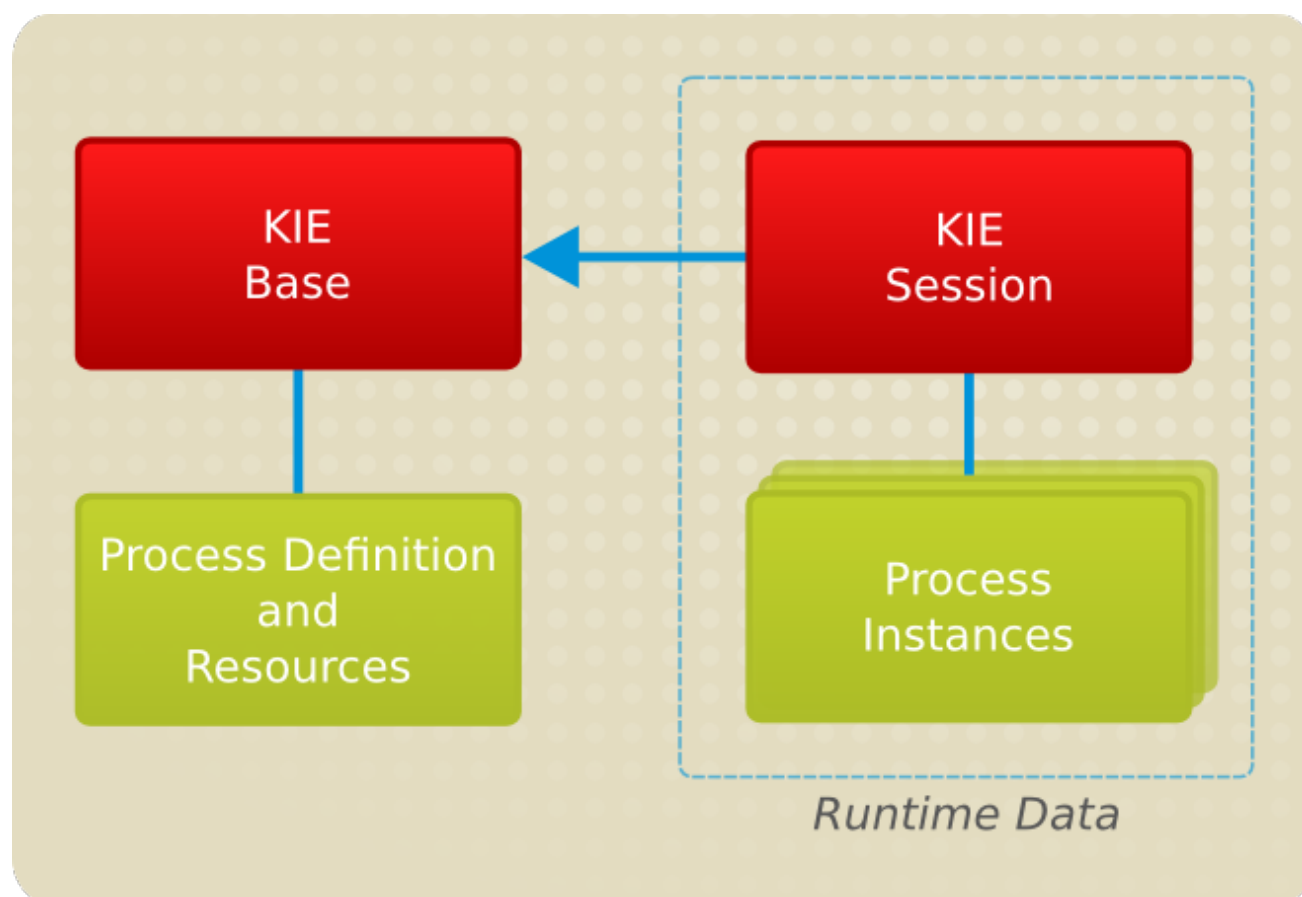 KIE
Base
KIE
Session
Process Definition
and
Resources
Process
Instances
Runtime Data